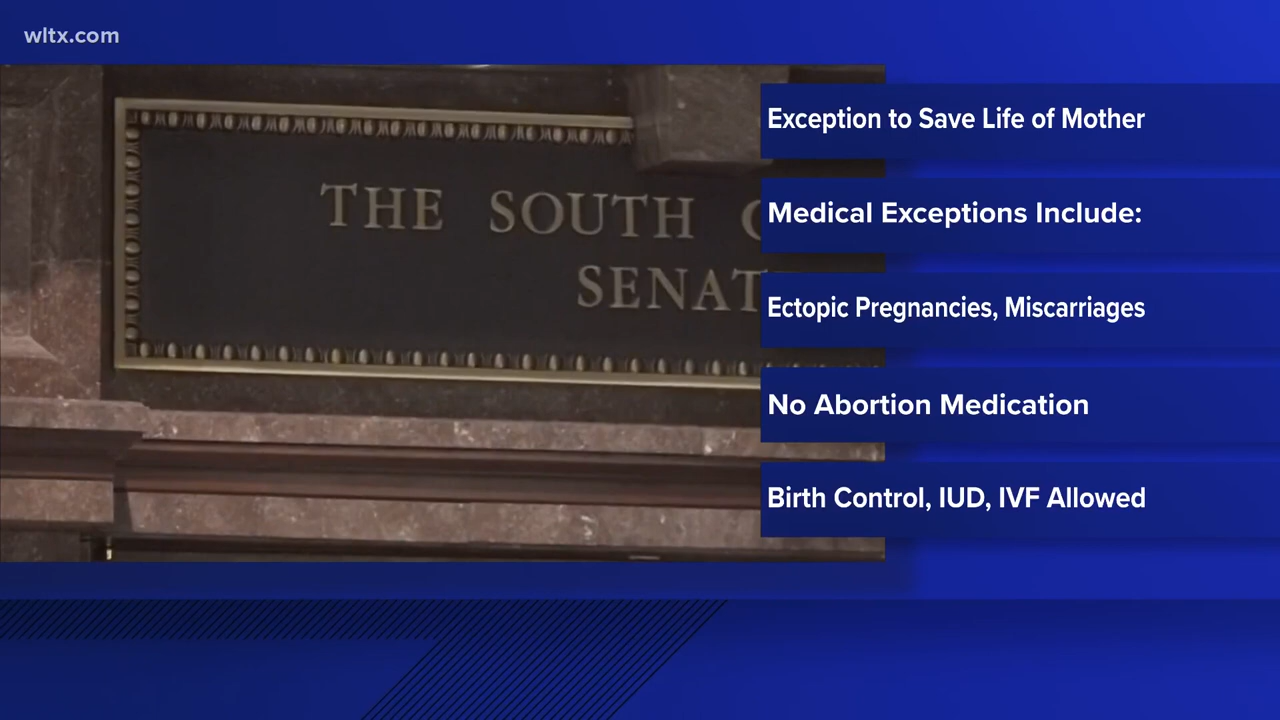 wltx.com
THE SOUTH
SENAT
Exception to Save Life of Mother
Medical Exceptions Include:
Ectopic Pregnancies, Miscarriages
No Abortion Medication
Birth Control, IUD, IVF Allowed